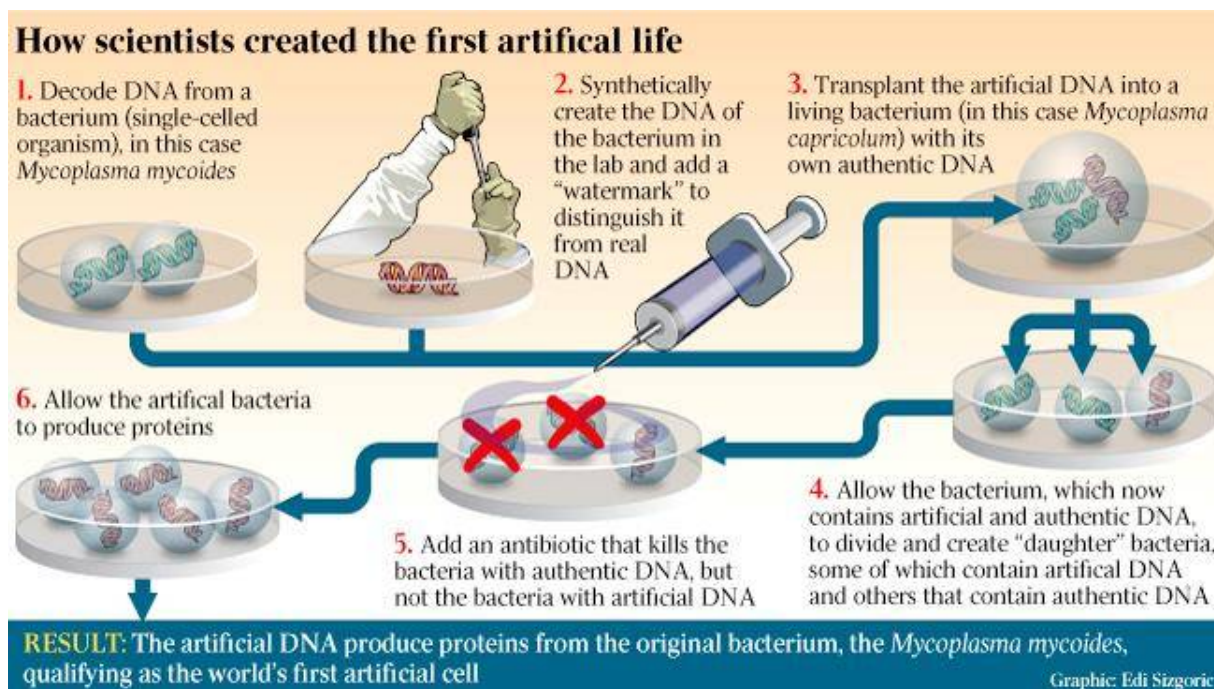 How scientists created the first artifical life
1. Decode DNA from a
bacterium (single-celled
organism), in this case
Mycoplasma mycoides
2. Synthetically
create the DNA of
the bacterium in
the lab and add a
“watermark” to
distinguish it
from real
DNA
3. Transplant the artificial DNA into a
living bacterium (in this case Mycoplasma
capricolum) with its
own authentic DNA
4. Allow the bacterium, which now
contains artificial and authentic DNA,
to divide and create “daughter” bacteria,
some of which contain artifical DNA
and others that contain authentic DNA
5. Add an antibiotic that kills the
bacteria with authentic DNA, but
not the bacteria with artificial DNA
6. Allow the artifical bacteria
to produce proteins
RESULT: The artificial DNA produce proteins from the original bacterium, the Mycoplasma mycoides,
qualifying as the world's first artificial cell
Graphic: Edi Sizgoric